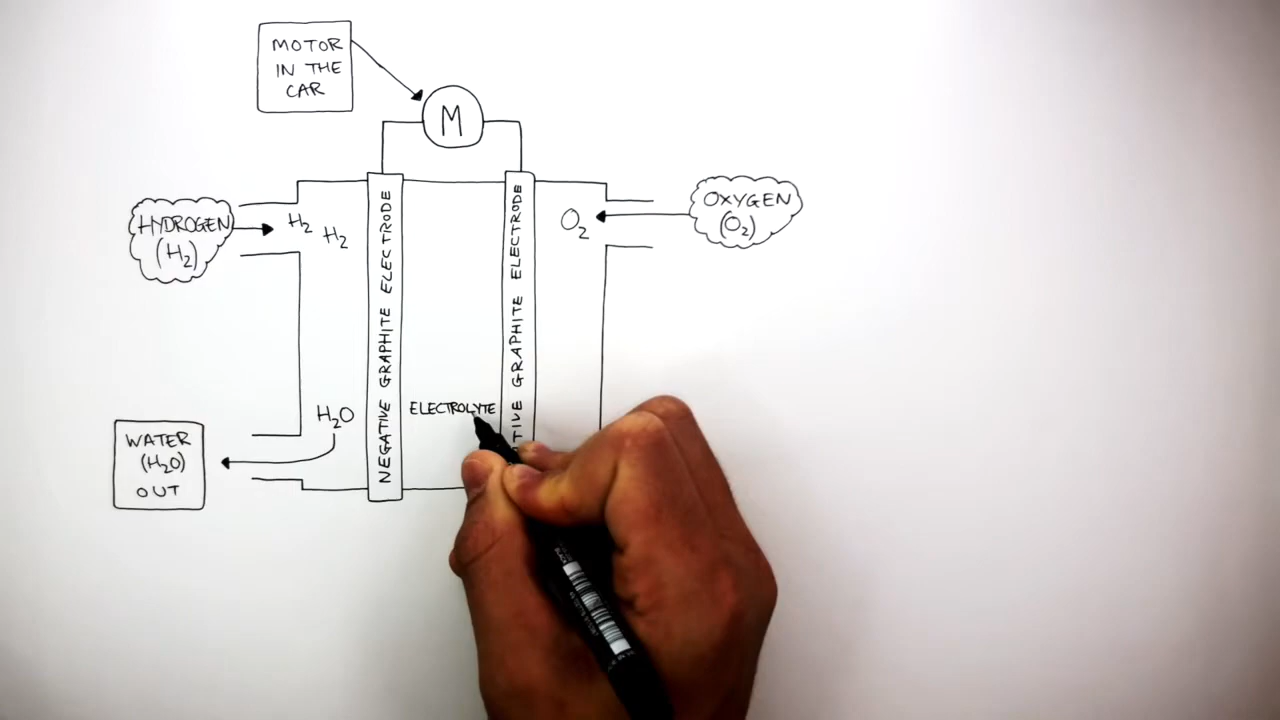 MOTOR
IN THE
CAR
M
HYDROGEN
(H₂)
H₂
H₂
NEGATIVE GRAPHITE ELECTRODE
GRAPHITE ELECTRODE
O₂
OXYGEN
(O₂)
H₂O
ELECTROLYTE
WATER
(H₂O)
OUT